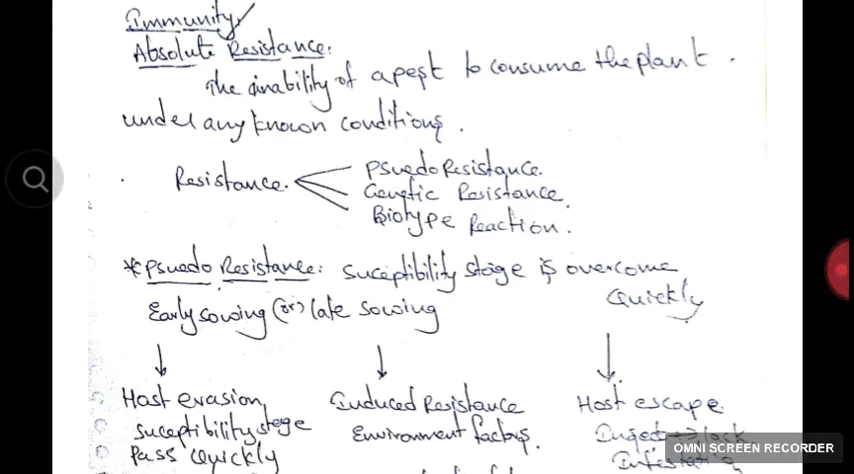 Immunity
Absolute Resistance:
The inability of a pest to consume the plant.
under any known conditions.
Resistance.
Psuedo Resistance.
Genetic Resistance.
Biotype Reaction.
*Psuedo Resistance: Suceptibility stage is overcome
Quickly
Early sowing (or) late sowing
Host evasion Induced Resistance Host escape
Suceptibility stage Environment factors. Insect
Pass Quickly
OMNI SCREEN RECORDER